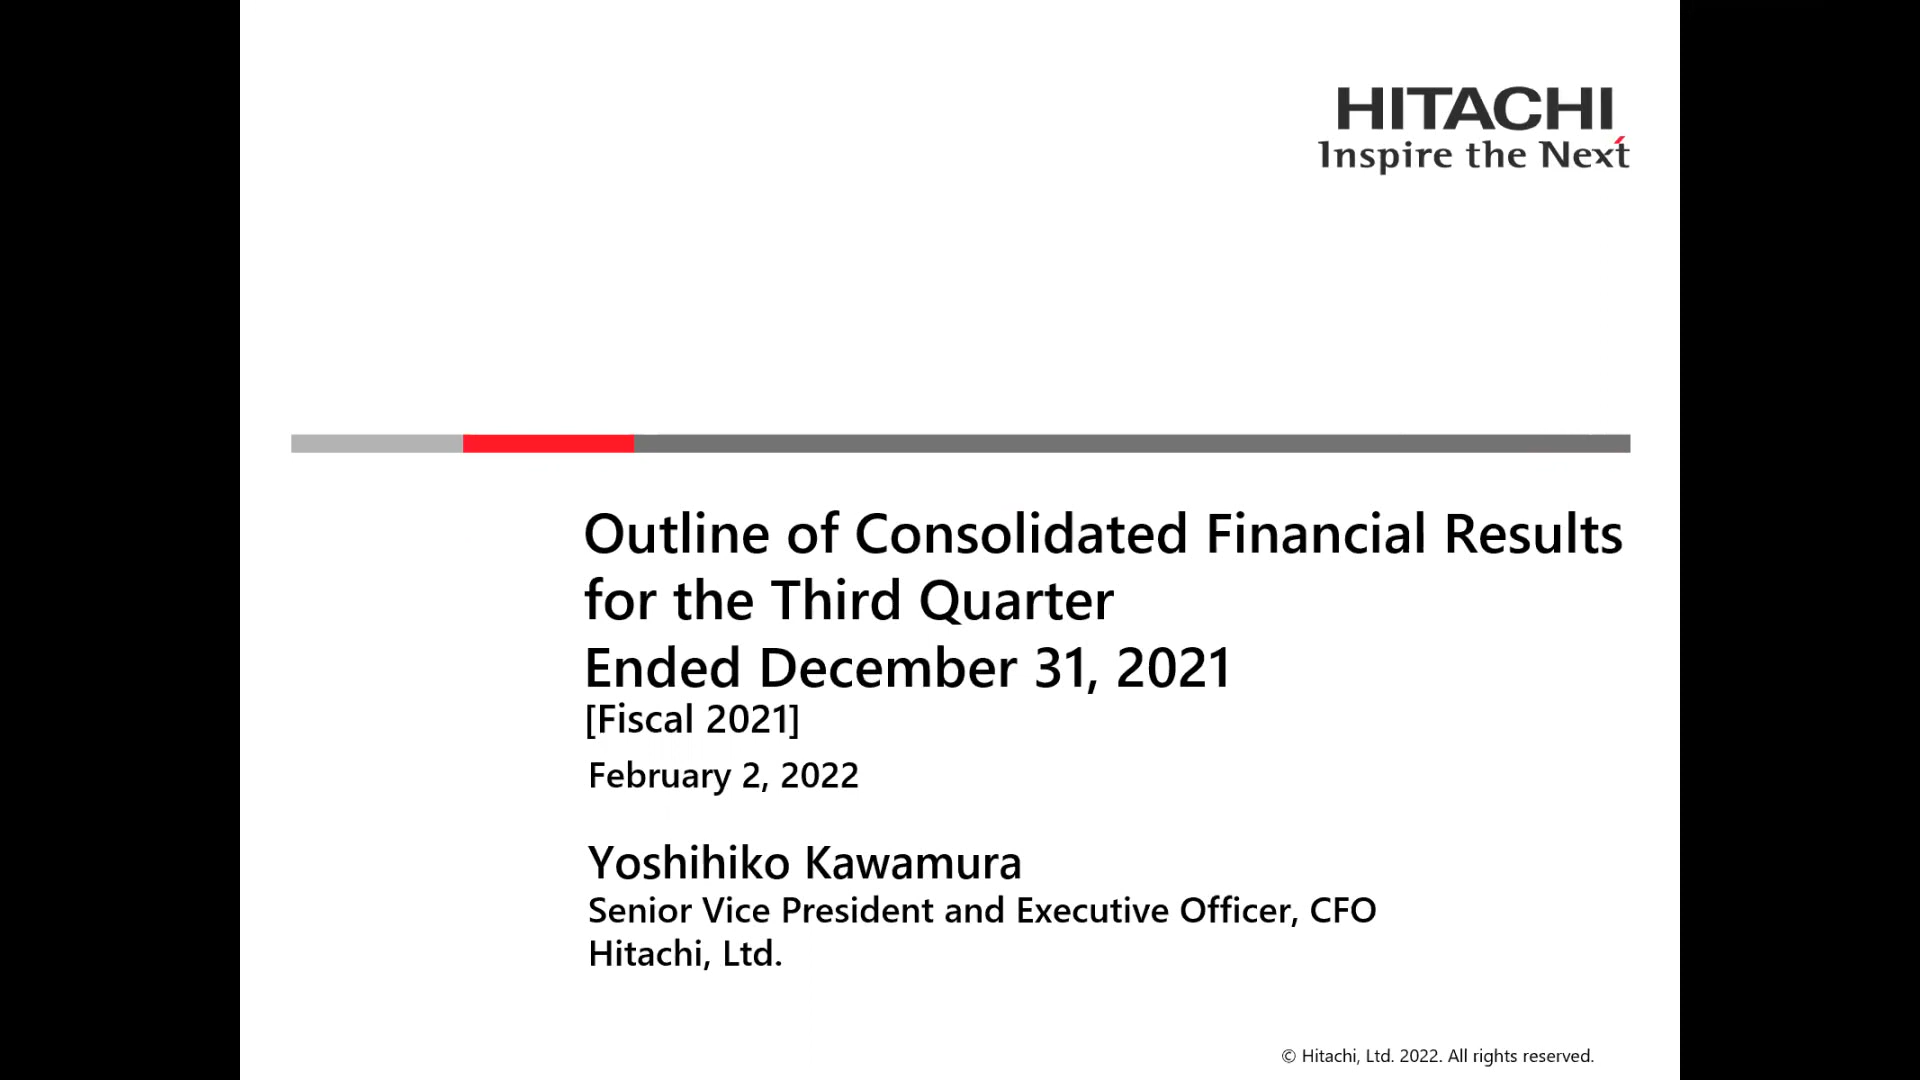 HITACHI
Inspire the Next
Outline of Consolidated Financial Results
for the Third Quarter
Ended December 31, 2021
[Fiscal 2021]
February 2, 2022
Yoshihiko Kawamura
Senior Vice President and Executive Officer, CFO
Hitachi, Ltd.
© Hitachi, Ltd. 2022. All rights reserved.